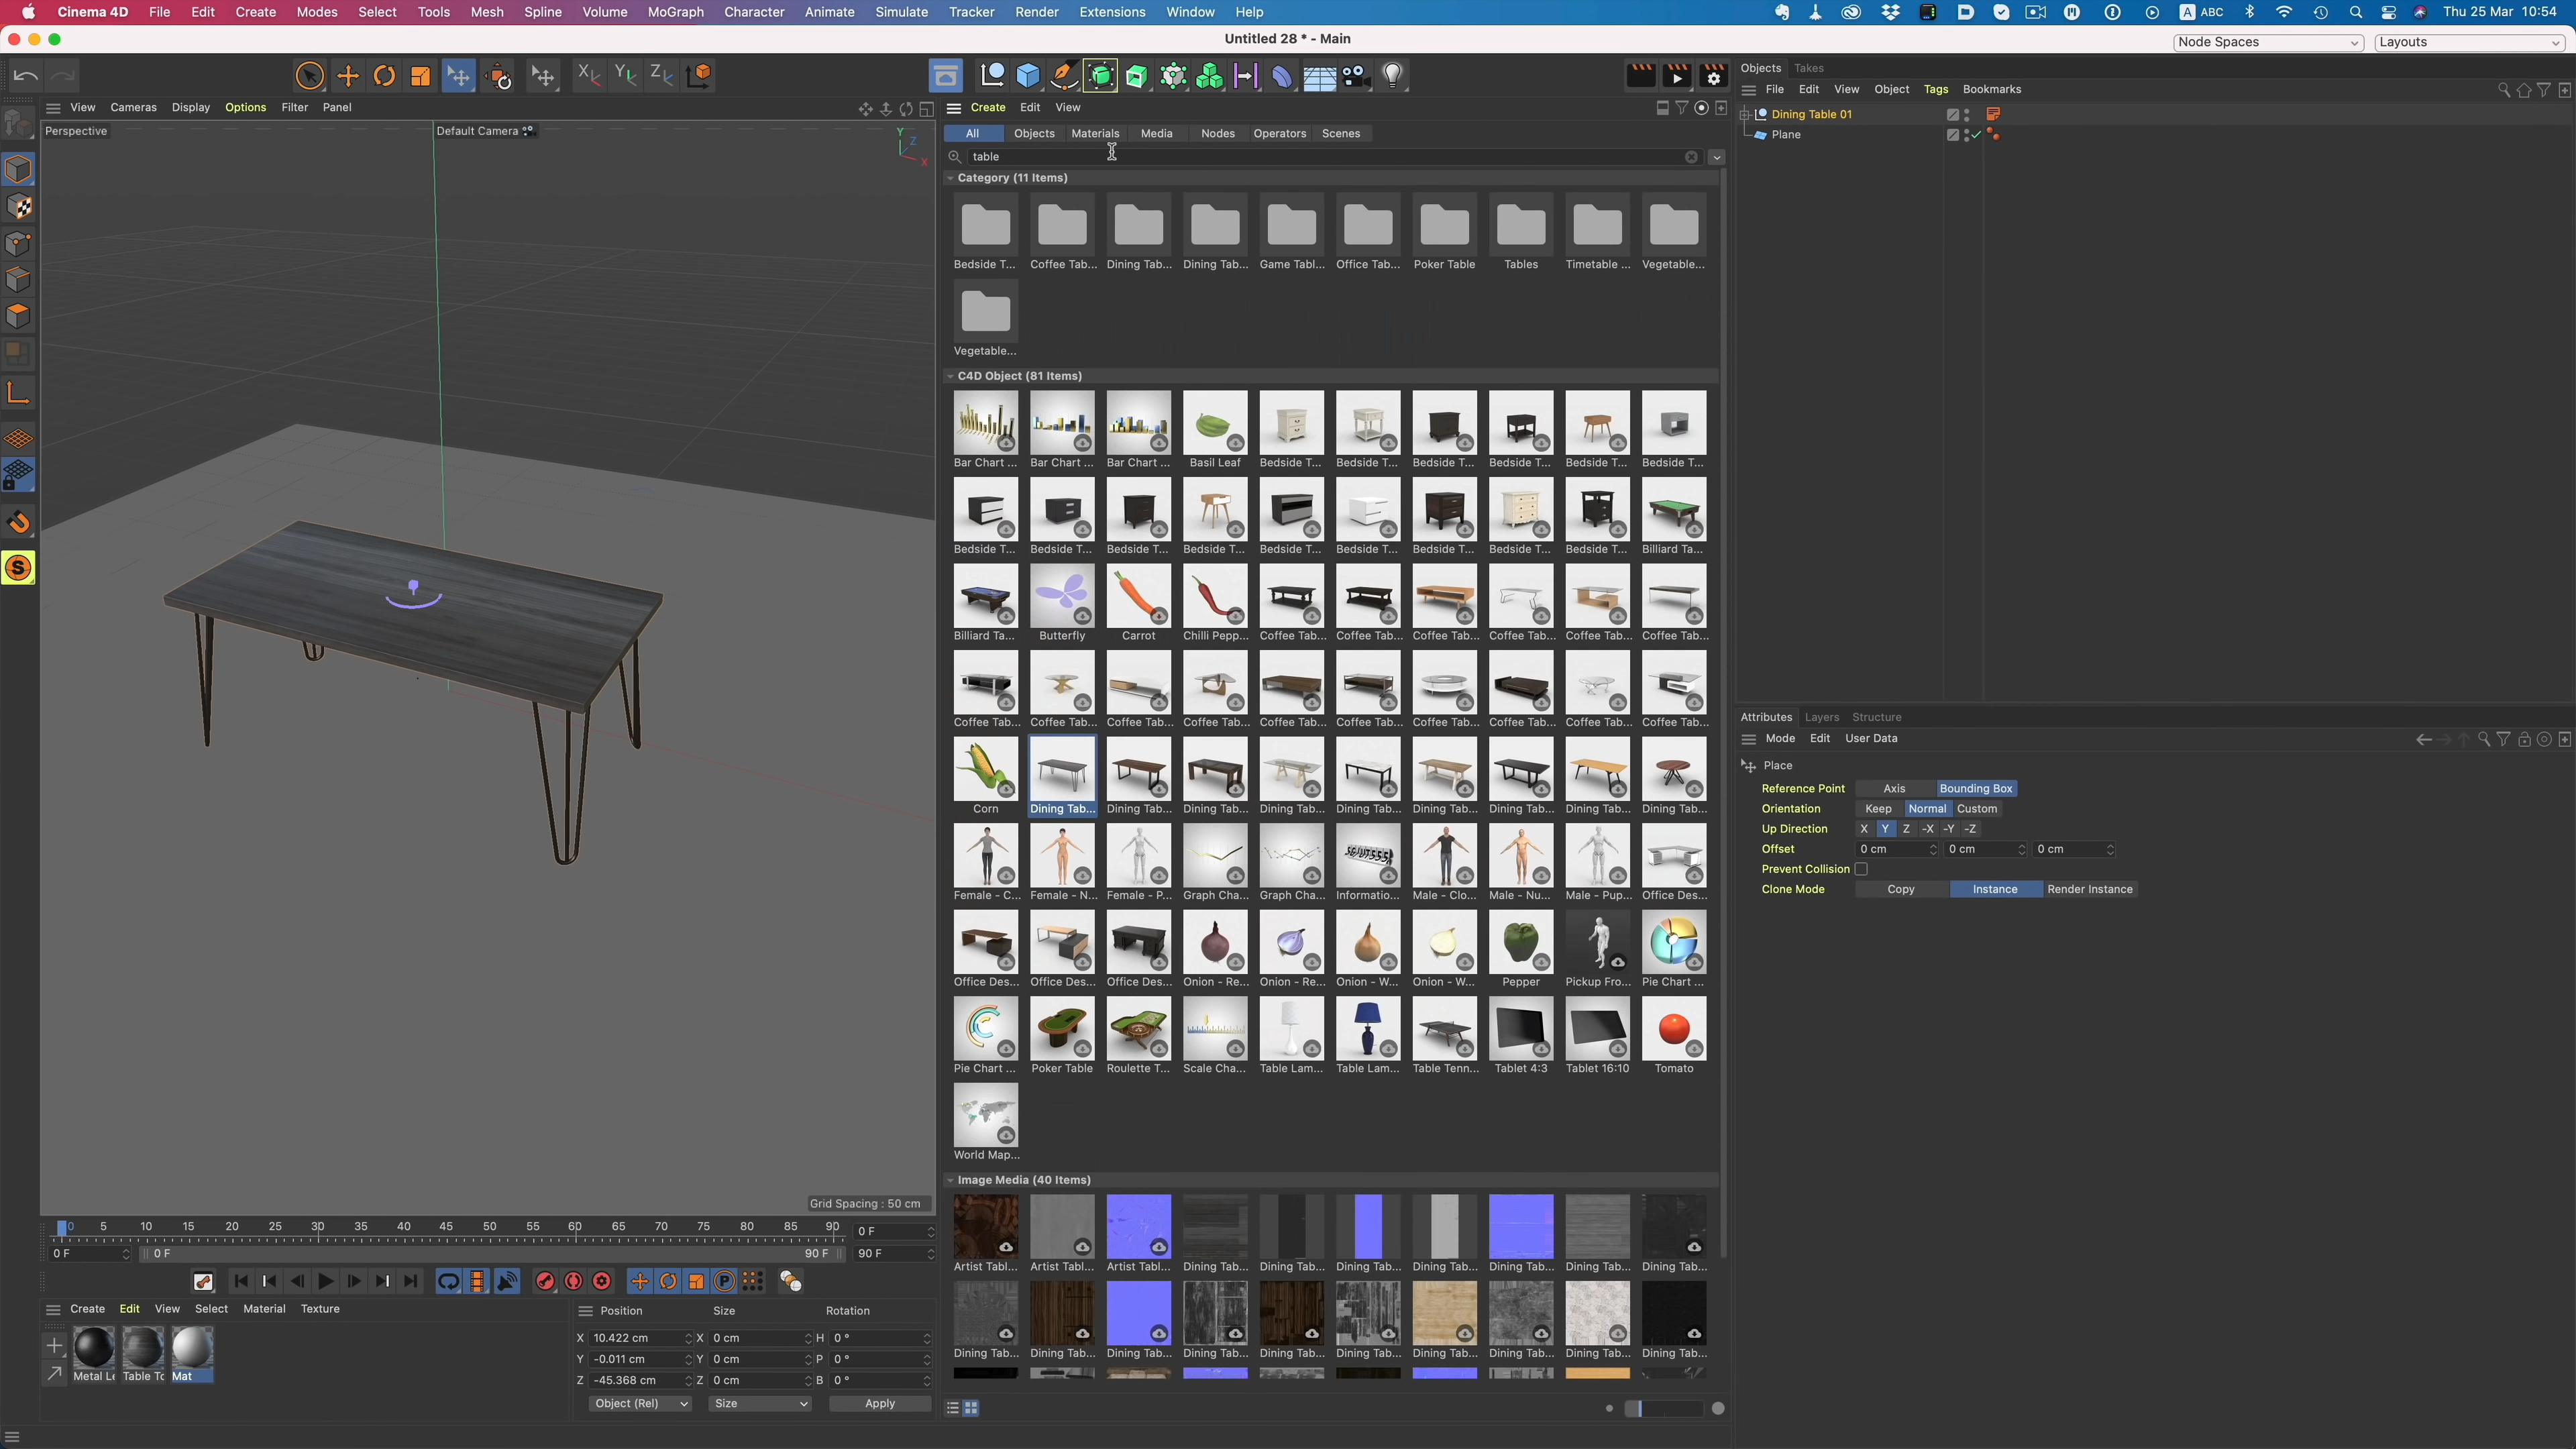 Cinema 4D File Edit Create Modes Select Tools Mesh Spline Volume MoGraph Character Animate Simulate Tracker Render Extensions Window Help
A ABC Thu 25 Mar 10:54
Untitled 28 * - Main
Node Spaces Layouts
Objects Takes
File Edit View Object Tags Bookmarks
Dining Table 01
Plane
View Cameras Display Options Filter Panel
Perspective Default Camera
Y Z X
Create Edit View
All Objects Materials Media Nodes Operators Scenes
table
Category (11 Items)
Bedside T... Coffee Tab... Dining Tab... Dining Tab... Game Tabl... Office Tab... Poker Table Tables Timetable ... Vegetable...
Vegetable...
C4D Object (81 Items)
Bar Chart ... Bar Chart ... Bar Chart ... Basil Leaf Bedside T... Bedside T... Bedside T... Bedside T... Bedside T... Bedside T...
Bedside T... Bedside T... Bedside T... Bedside T... Bedside T... Bedside T... Bedside T... Bedside T... Bedside T... Billiard Ta...
Billiard Ta... Butterfly Carrot Chilli Pepp... Coffee Tab... Coffee Tab... Coffee Tab... Coffee Tab... Coffee Tab... Coffee Tab...
Coffee Tab... Coffee Tab... Coffee Tab... Coffee Tab... Coffee Tab... Coffee Tab... Coffee Tab... Coffee Tab... Coffee Tab... Coffee Tab...
Corn Dining Tab... Dining Tab... Dining Tab... Dining Tab... Dining Tab... Dining Tab... Dining Tab... Dining Tab... Dining Tab...
Female - C... Female - N... Female - P... Graph Cha... Graph Cha... Informatio... Male - Clo... Male - Nu... Male - Pup... Office Des...
Office Des... Office Des... Office Des... Onion - Re... Onion - Re... Onion - W... Onion - W... Pepper Pickup Fro... Pie Chart ...
Pie Chart ... Poker Table Roulette T... Scale Cha... Table Lam... Table Lam... Table Tenn... Tablet 4:3 Tablet 16:10 Tomato
World Map...
Image Media (40 Items)
Artist Tabl... Artist Tabl... Artist Tabl... Dining Tab... Dining Tab... Dining Tab... Dining Tab... Dining Tab... Dining Tab... Dining Tab...
Dining Tab... Dining Tab... Dining Tab... Dining Tab... Dining Tab... Dining Tab... Dining Tab... Dining Tab... Dining Tab... Dining Tab...
Attributes Layers Structure
Mode Edit User Data
Place
Reference Point Axis Bounding Box
Orientation Keep Normal Custom
Up Direction X Y Z -X -Y -Z
Offset 0 cm 0 cm 0 cm
Prevent Collision
Clone Mode Copy Instance Render Instance
Grid Spacing : 50 cm
0 5 10 15 20 25 30 35 40 45 50 55 60 65 70 75 80 85 90 0 F
0 F 0 F 90 F 90 F
Create Edit View Select Material Texture
Metal Le Table To Mat
Position Size Rotation
X 10.422 cm X 0 cm H 0 °
Y -0.011 cm Y 0 cm P 0 °
Z -45.368 cm Z 0 cm B 0 °
Object (Rel) Size Apply